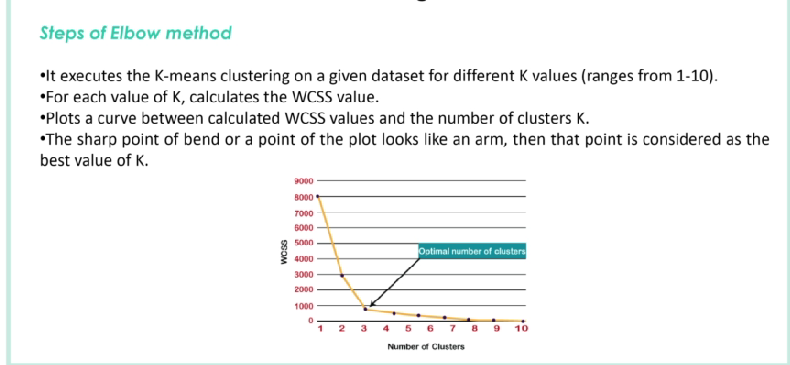 Steps of Elbow method
•It executes the K-means clustering on a given dataset for different K values (ranges from 1-10).
•For each value of K, calculates the WCSS value.
•Plots a curve between calculated WCSS values and the number of clusters K.
•The sharp point of bend or a point of the plot looks like an arm, then that point is considered as the
best value of K.
9000
8000
7000
6000
5000
4000
3000
2000
1000
0
WCSS
Optimal number of clusters
1 2 3 4 5 6 7 8 9 10
Number of Clusters